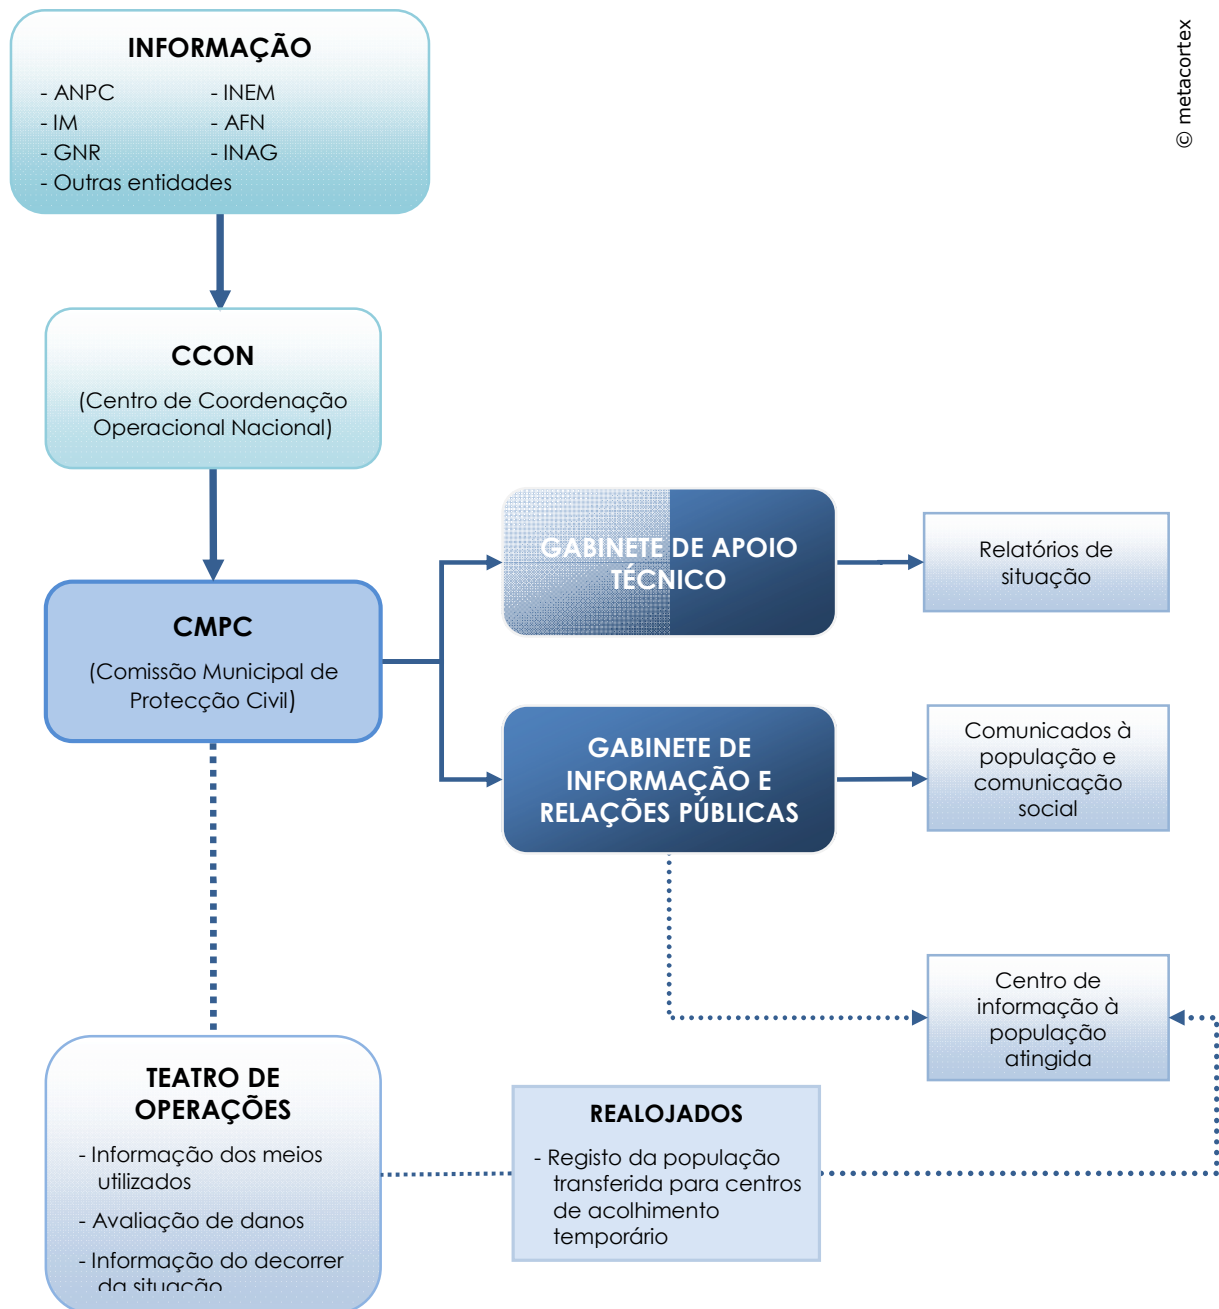 INFORMAÇÃO
- ANPC
- INEM
- IM
- AFN
- GNR
- INAG
- Outras entidades
© metacortex
CCON
(Centro de Coordenação
Operacional Nacional)
CMPC
(Comissão Municipal de
Protecção Civil)
GABINETE DE APOIO
TÉCNICO
Relatórios de
situação
GABINETE DE
INFORMAÇÃO E
RELAÇÕES PÚBLICAS
Comunicados à
população e
comunicação
social
Centro de
informação à
população
atingida
TEATRO DE
OPERAÇÕES
- Informação dos meios
utilizados
- Avaliação de danos
- Informação do decorrer
da situação
REALOJADOS
- Registo da população
transferida para centros
de acolhimento
temporário